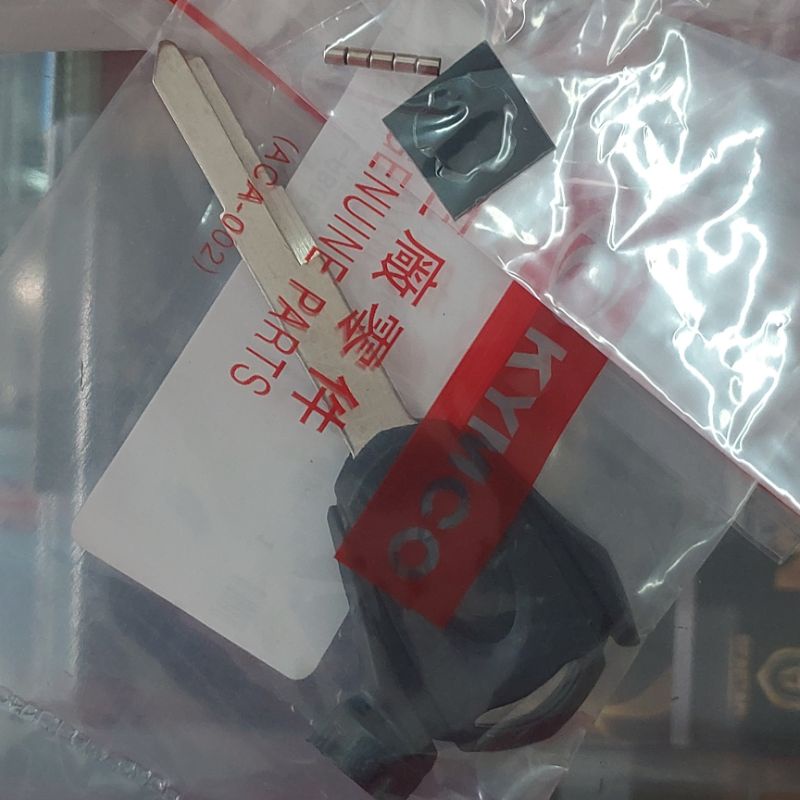 KYMCO
廠零件
GENUINE PARTS
(ACA-002)